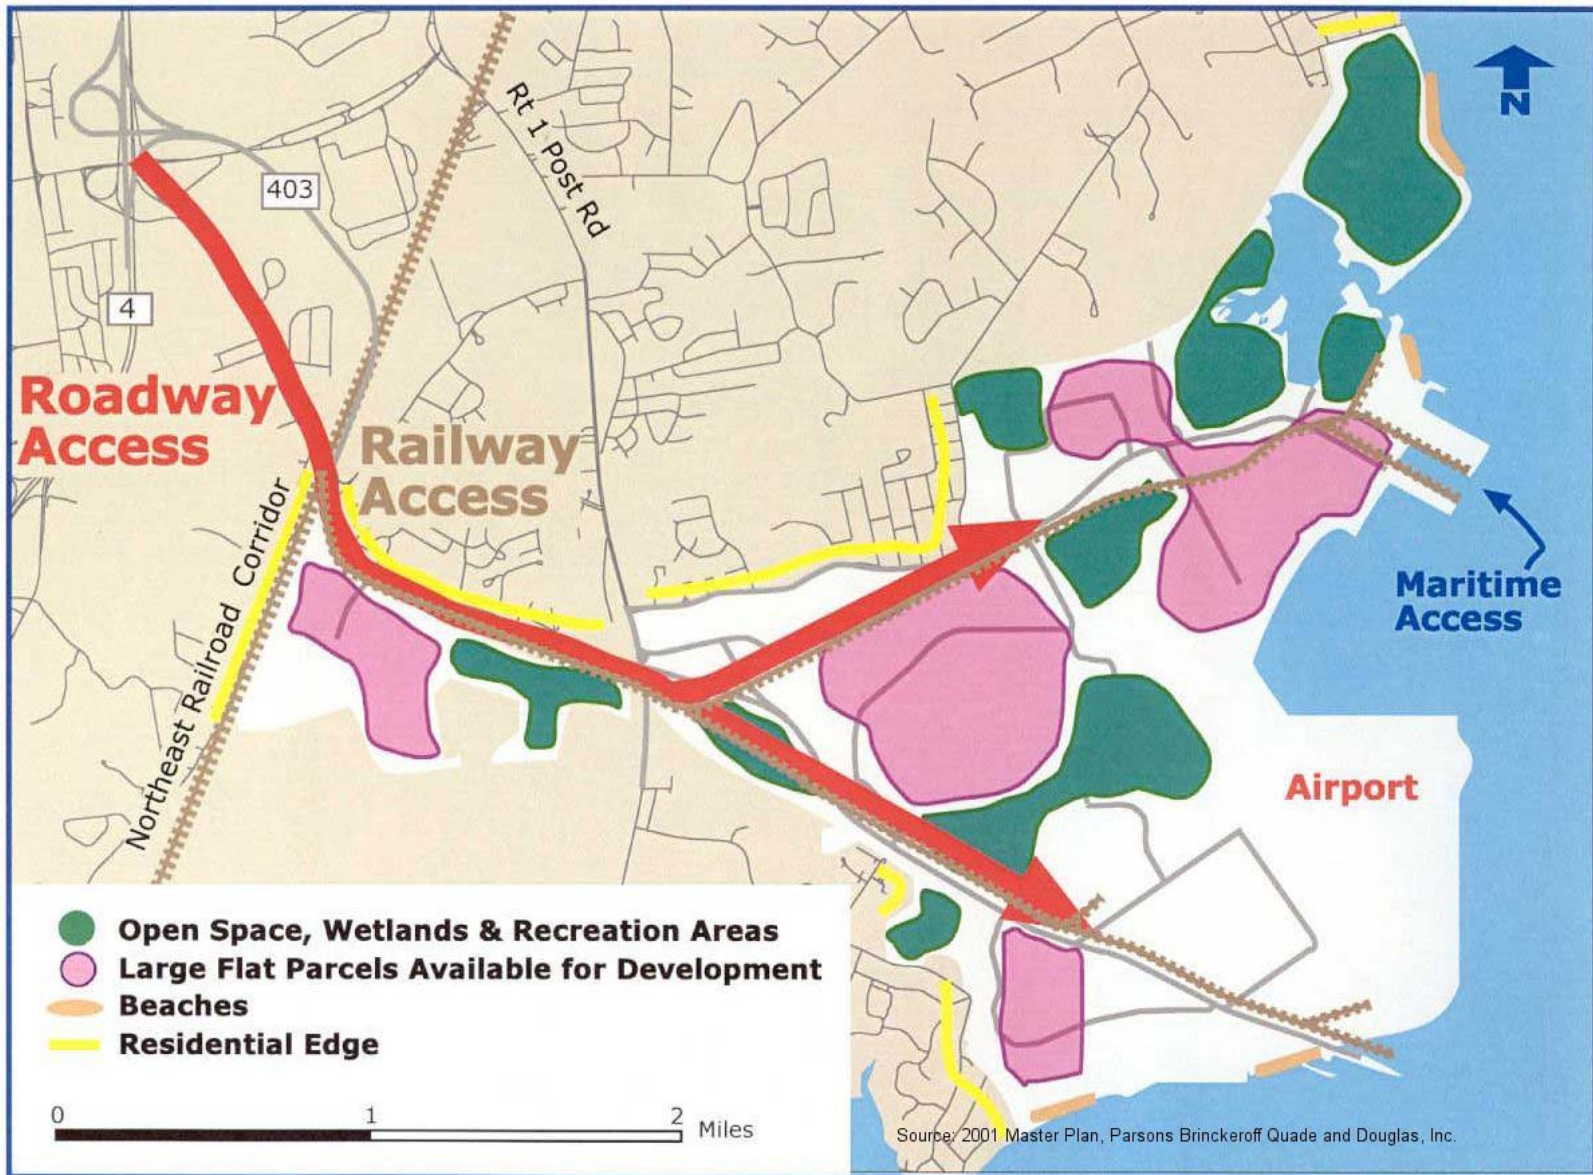 N
Rt 1 Post Rd
403
4
Roadway
Access
Railway
Access
Northeast Railroad Corridor
Maritime
Access
Airport
Open Space, Wetlands & Recreation Areas
Large Flat Parcels Available for Development
Beaches
Residential Edge
0 1 2 Miles
Source: 2001 Master Plan, Parsons Brinckeroff Quade and Douglas, Inc.